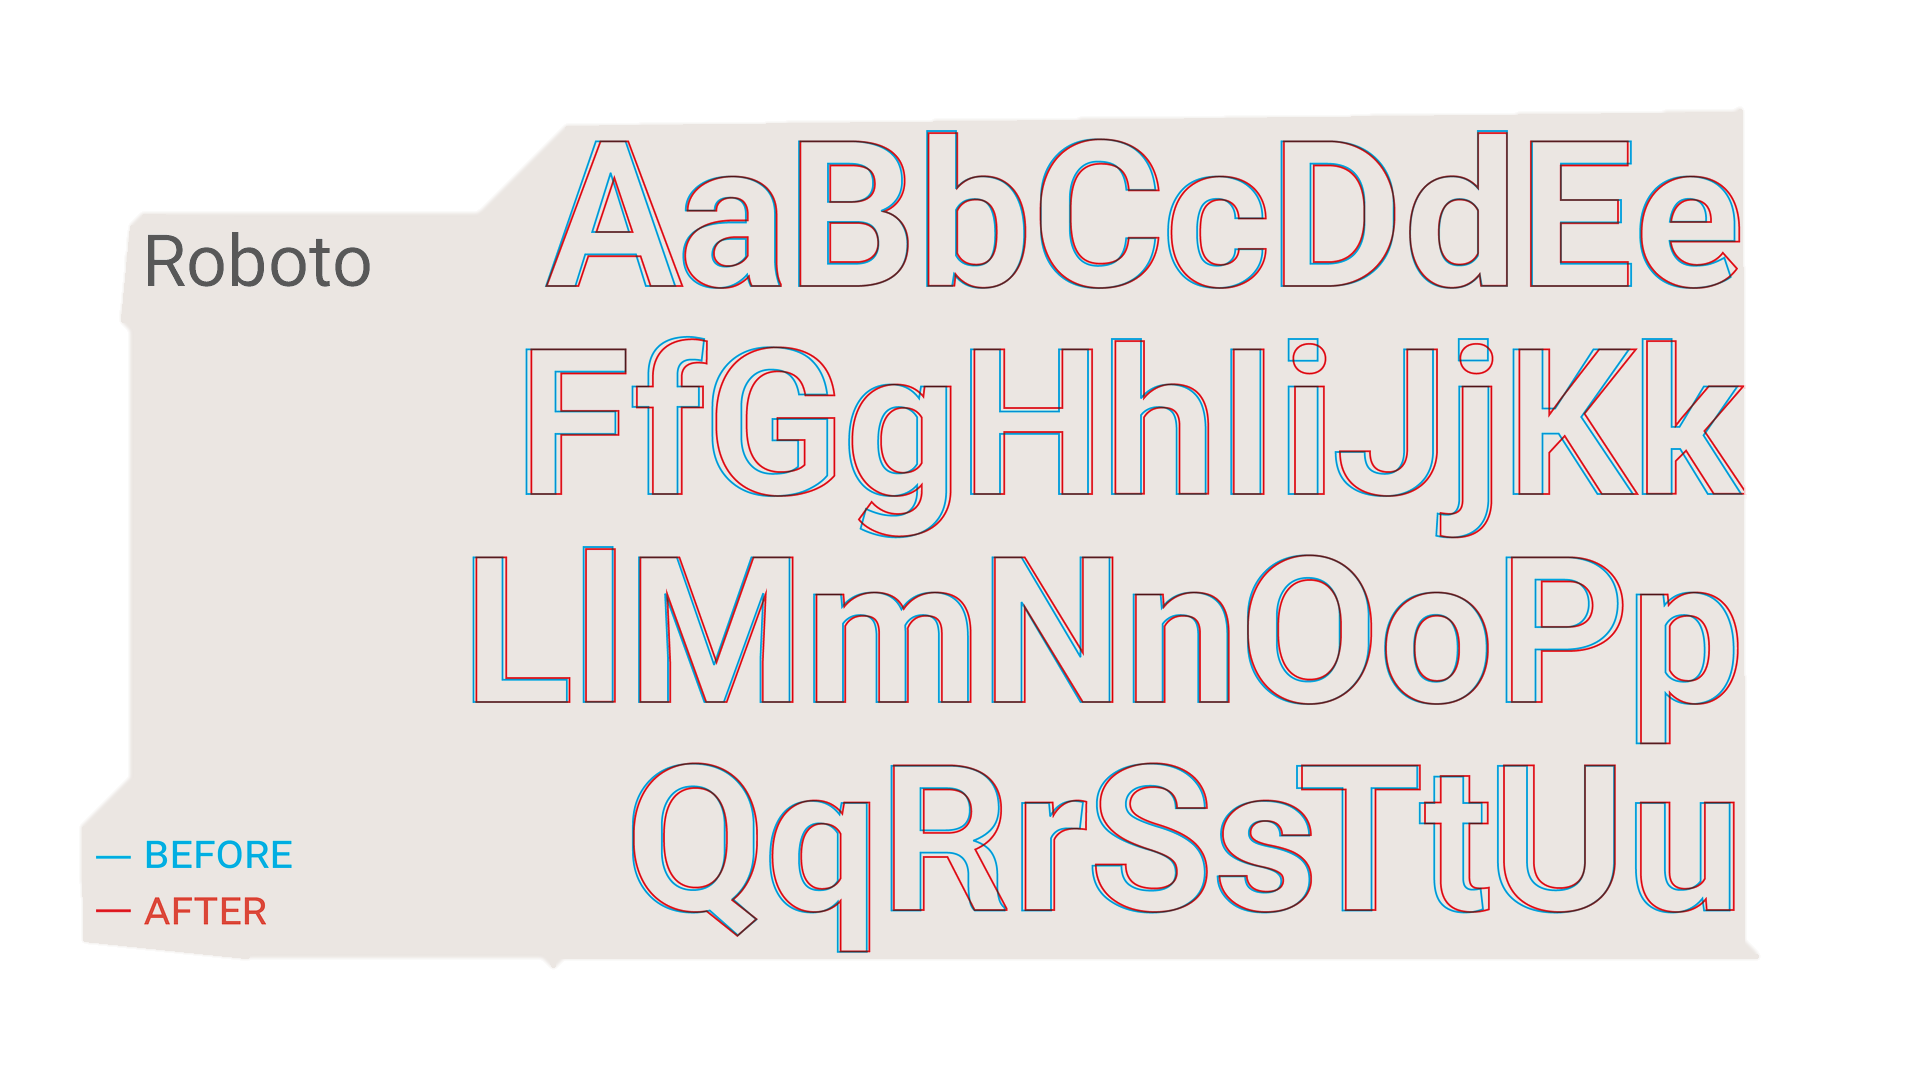 Roboto
AaBbCcDdEe
FfGgHhIiJjKk
LlMmNnOoPp
QqRrSsTtUu
BEFORE
AFTER